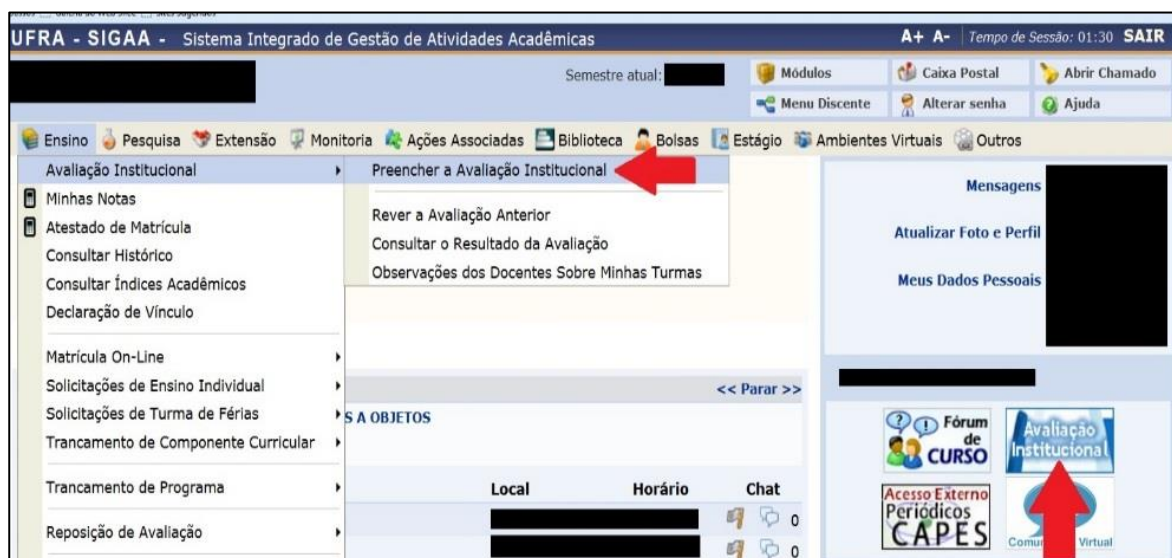 UFRA - SIGAA - Sistema Integrado de Gestão de Atividades Acadêmicas
A+ A- Tempo de Sessão: 01:30 SAIR
Semestre atual:
Módulos
Caixa Postal
Abrir Chamado
Menu Discente
Alterar senha
Ajuda
Ensino Pesquisa Extensão Monitoria Ações Associadas Biblioteca Bolsas Estágio Ambientes Virtuais Outros
Avaliação Institucional
Minhas Notas
Atestado de Matrícula
Consultar Histórico
Consultar Índices Acadêmicos
Declaração de Vínculo
Matrícula On-Line
Solicitações de Ensino Individual
Solicitações de Turma de Férias
Trancamento de Componente Curricular
Trancamento de Programa
Reposição de Avaliação
Preencher a Avaliação Institucional
Rever a Avaliação Anterior
Consultar o Resultado da Avaliação
Observações dos Docentes Sobre Minhas Turmas
Mensagens
Atualizar Foto e Perfil
Meus Dados Pessoais
<< Parar >>
S A OBJETOS
Local Horário Chat
0
0
Fórum
de
CURSO
Avaliação
Institucional
Acesso Externo
Periódicos
CAPES
Virtual